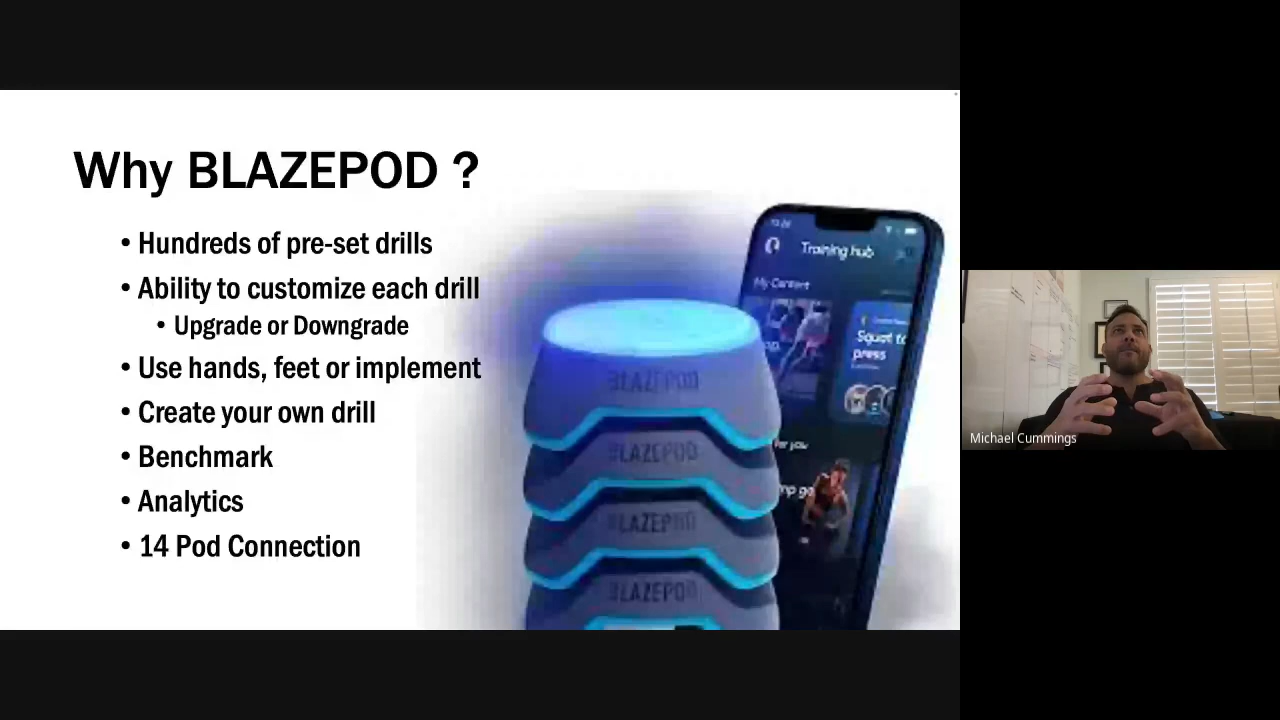 Why BLAZEPOD ?
• Hundreds of pre-set drills
• Ability to customize each drill
• Upgrade or Downgrade
• Use hands, feet or implement
• Create your own drill
• Benchmark
• Analytics
• 14 Pod Connection
Training hub
My Content
Squat to
press
for you
BLAZEPOD
BLAZEPOD
BLAZEPOD
BLAZEPOD
Michael Cummings